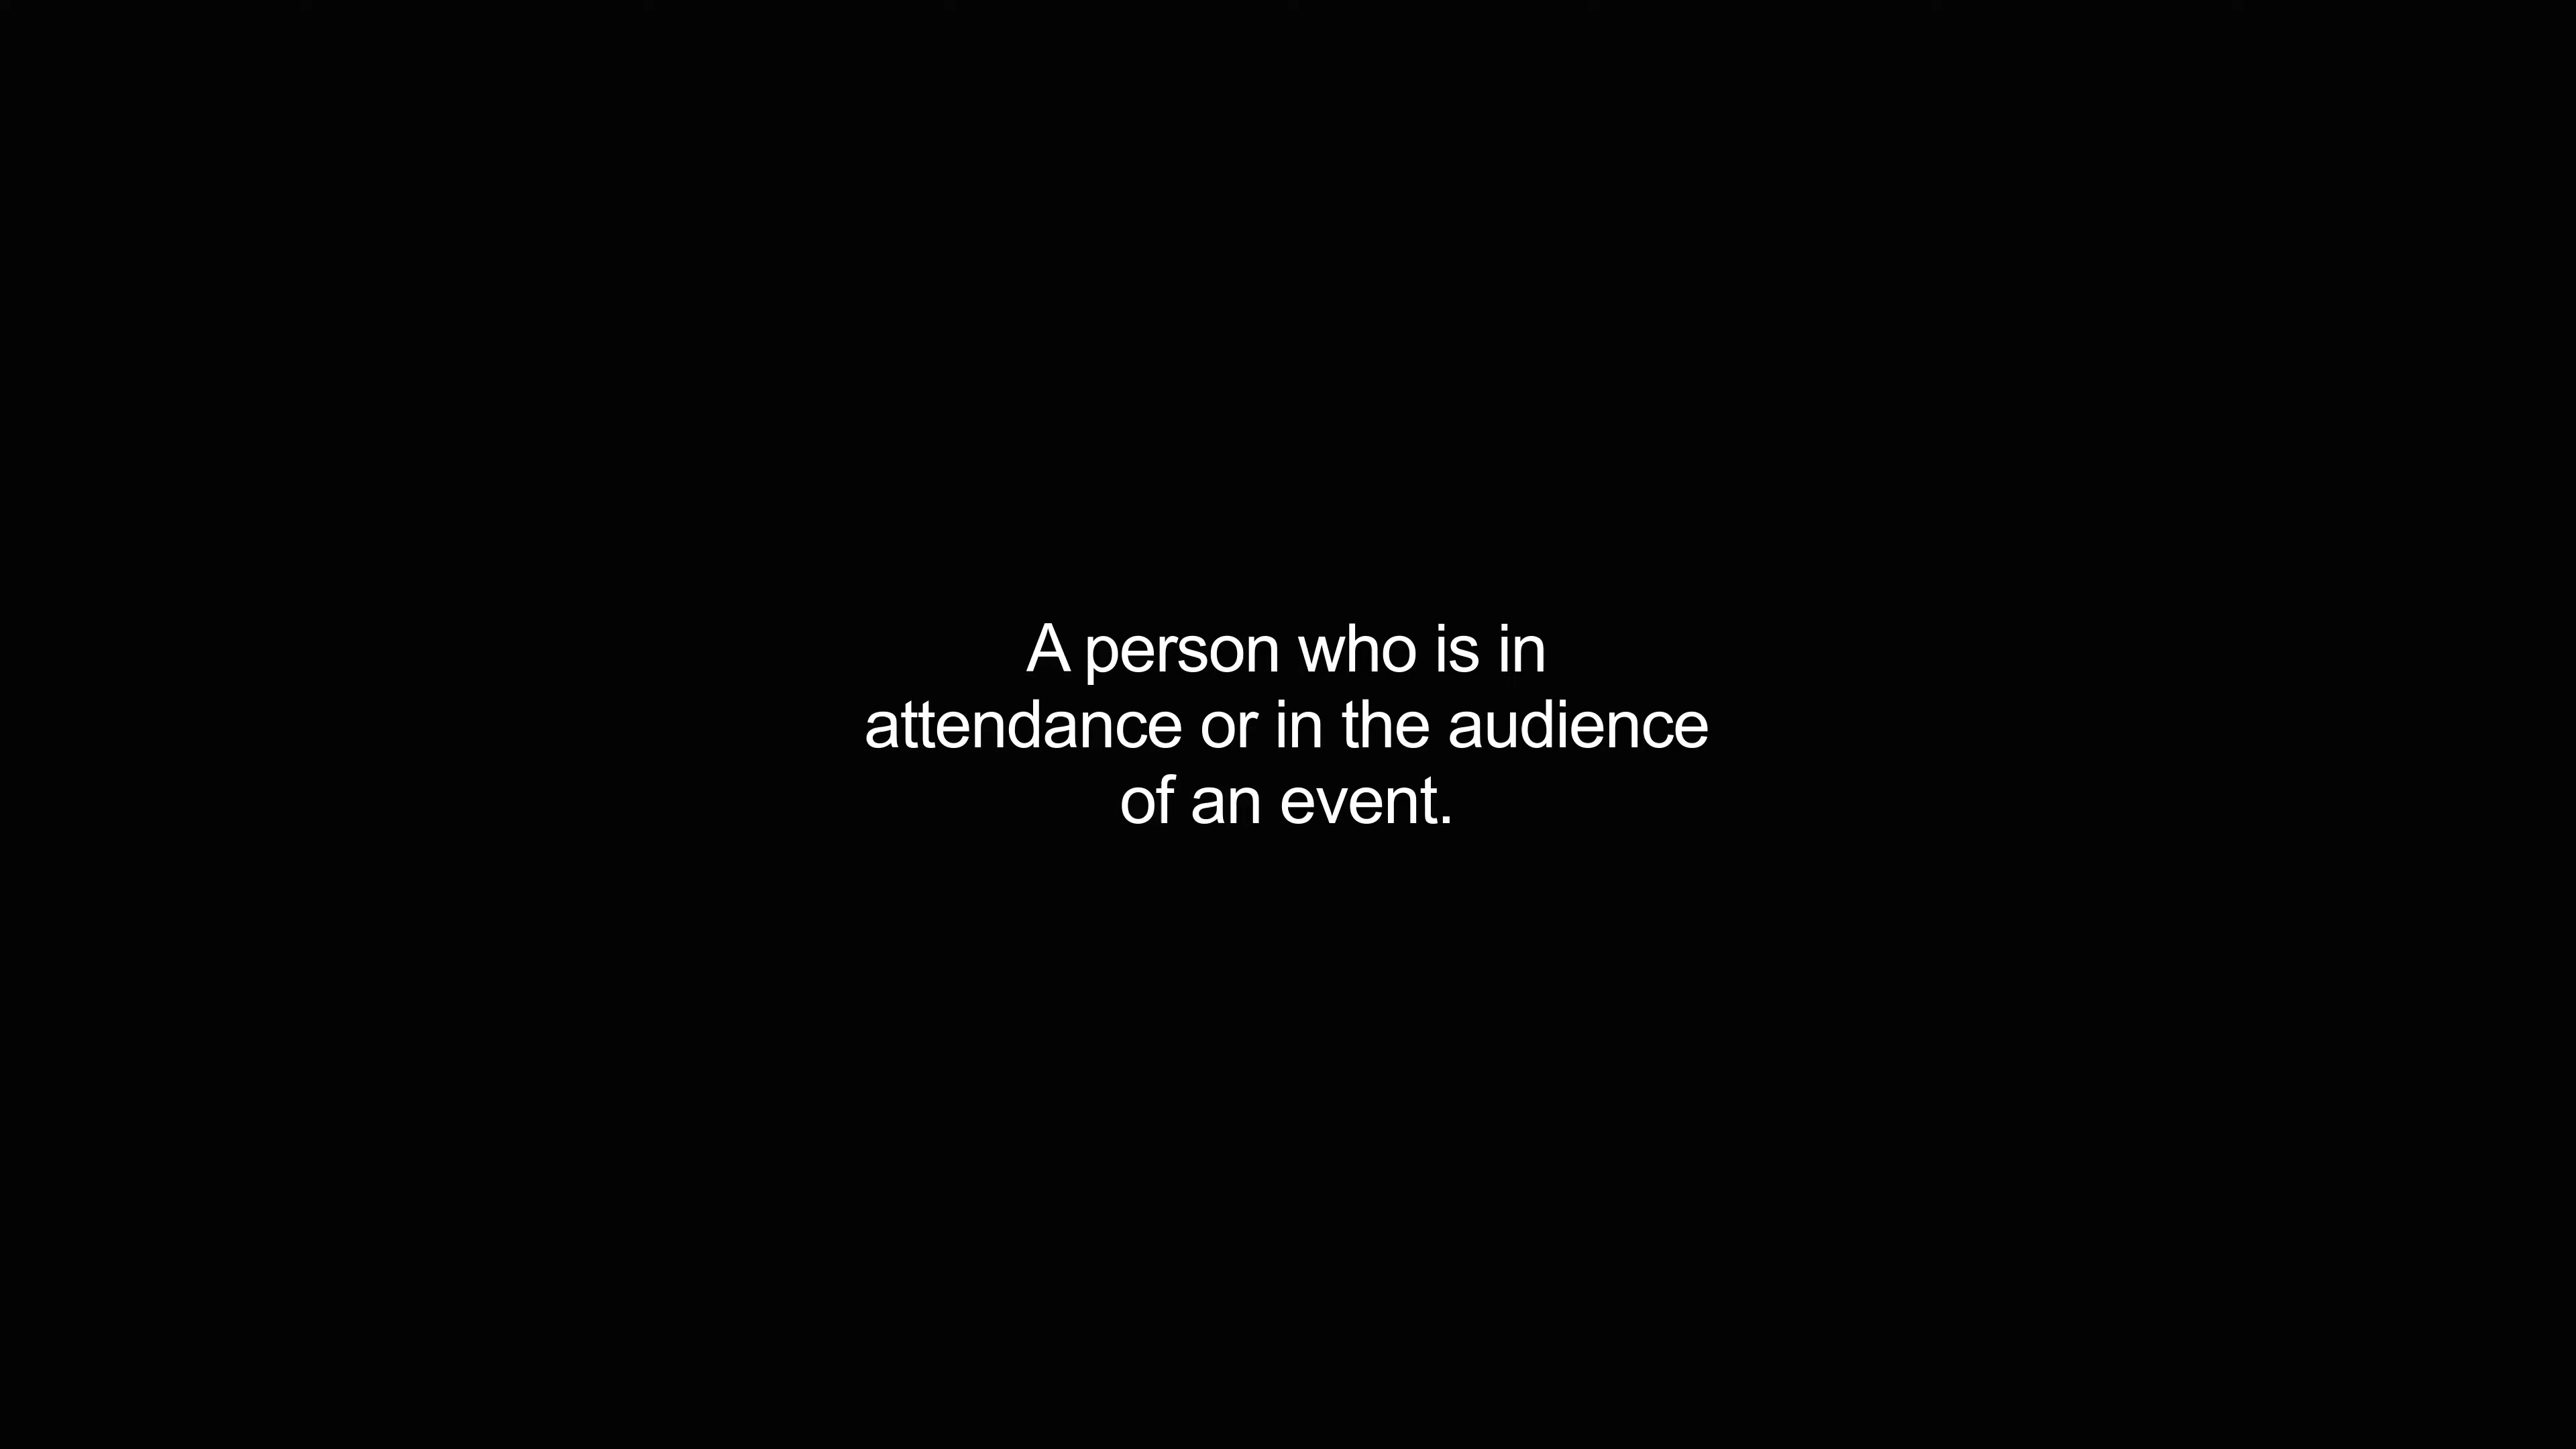 A person who is in
attendance or in the audience
of an event.